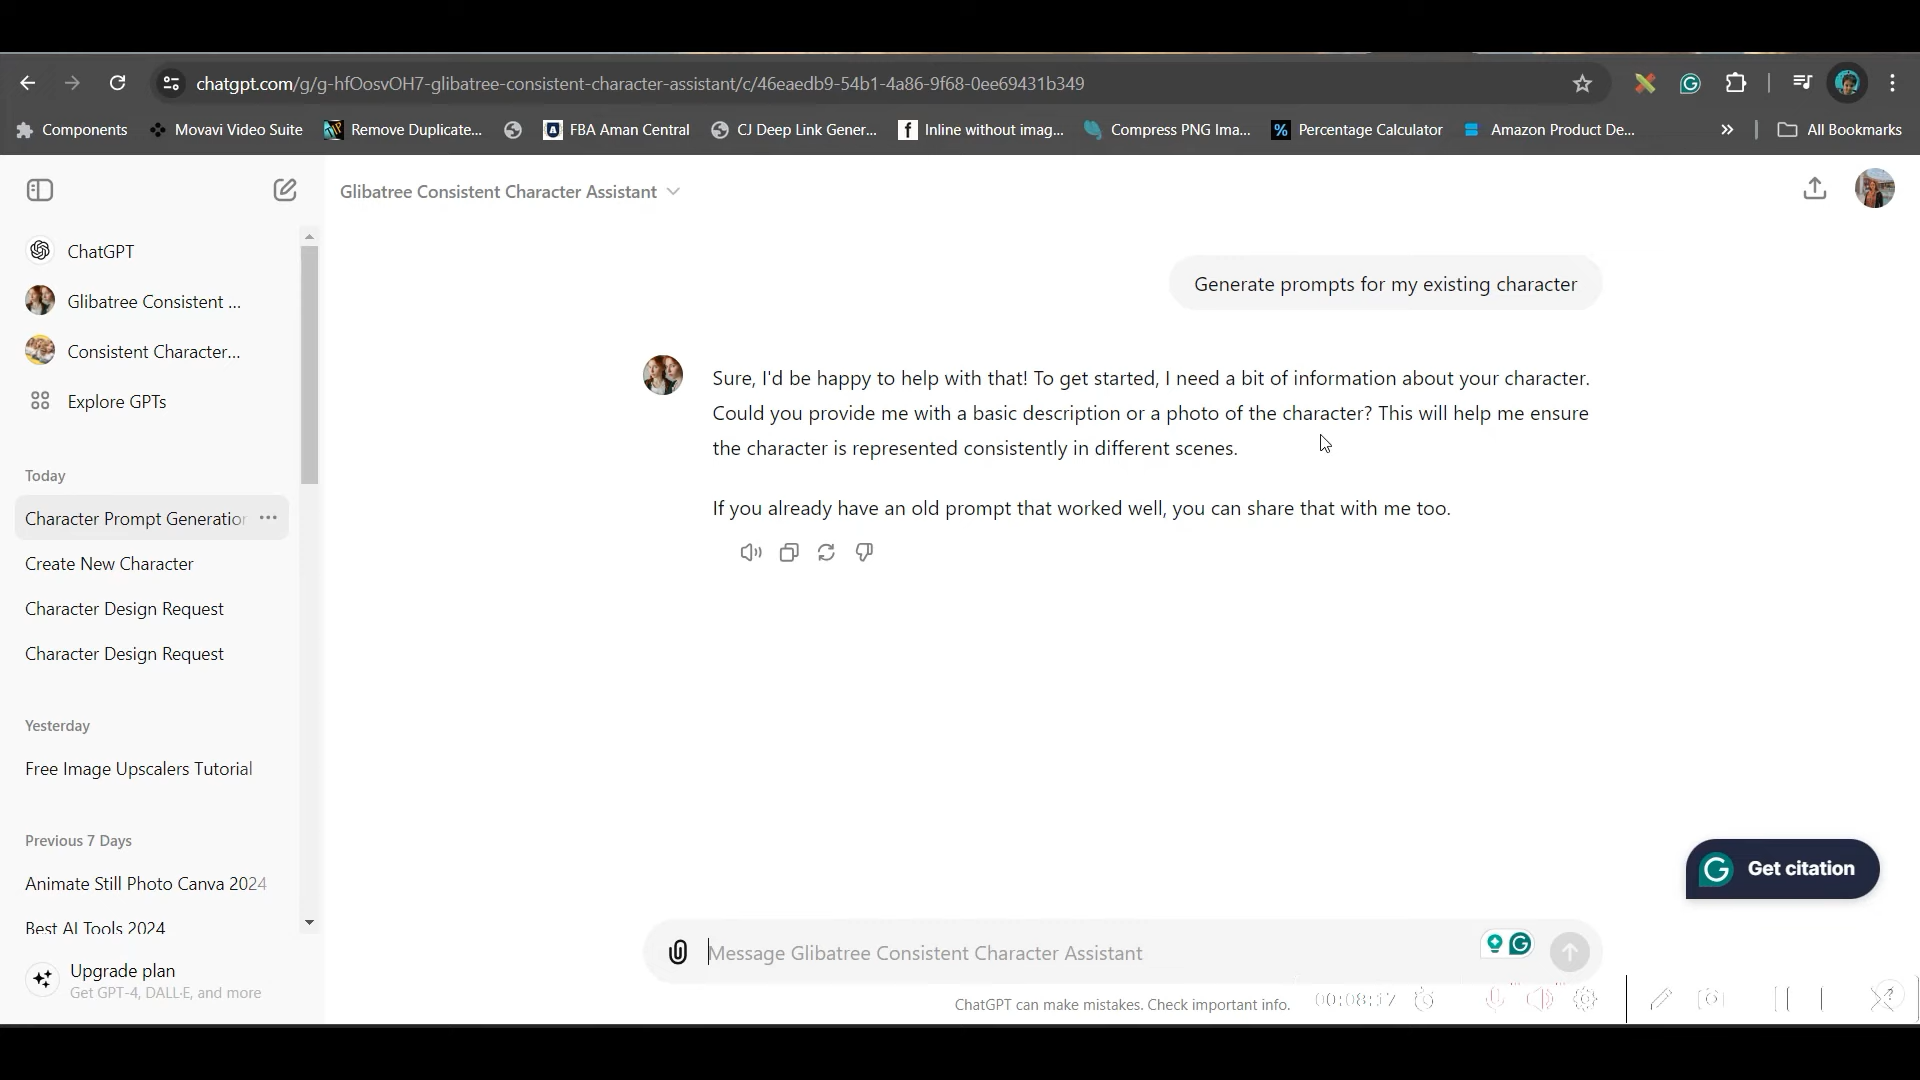 chatgpt.com/g/g-hfOosvOH7-glibatree-consistent-character-assistant/c/46eaedb9-54b1-4a86-9f68-0ee69431b349
Components
Movavi Video Suite
Remove Duplicate...
FBA Aman Central
CJ Deep Link Gener...
Inline without imag...
Compress PNG Ima...
Percentage Calculator
Amazon Product De...
All Bookmarks
Glibatree Consistent Character Assistant
ChatGPT
Glibatree Consistent ...
Consistent Character...
Explore GPTs
Today
Character Prompt Generation
Create New Character
Character Design Request
Character Design Request
Yesterday
Free Image Upscalers Tutorial
Previous 7 Days
Animate Still Photo Canva 2024
Best AI Tools 2024
Upgrade plan
Get GPT-4, DALL·E, and more
Generate prompts for my existing character
Sure, I'd be happy to help with that! To get started, I need a bit of information about your character.
Could you provide me with a basic description or a photo of the character? This will help me ensure
the character is represented consistently in different scenes.
If you already have an old prompt that worked well, you can share that with me too.
Get citation
Message Glibatree Consistent Character Assistant
ChatGPT can make mistakes. Check important info.
00:08:17